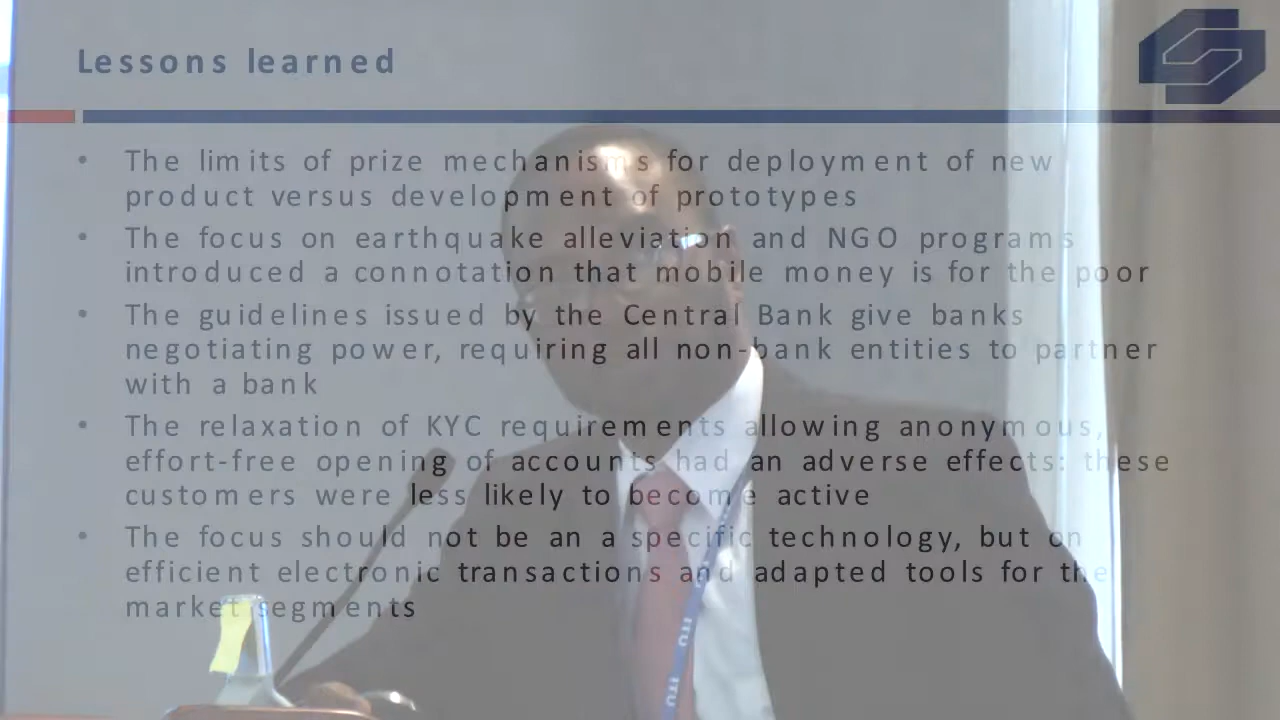 Lessons learned
• The limits of prize mechanisms for deployment of new
product versus development of prototypes
• The focus on earthquake alleviation and NGO programs
introduced a connotation that mobile money is for the poor
• The guidelines issued by the Central Bank give banks
negotiating power, requiring all non-bank entities to partner
with a bank
• The relaxation of KYC requirements allowing anonymous,
effort-free opening of accounts had an adverse effects: these
customers were less likely to become active
• The focus should not be an a specific technology, but on
efficient electronic transactions and adapted tools for the
market segments
ITU
ITU